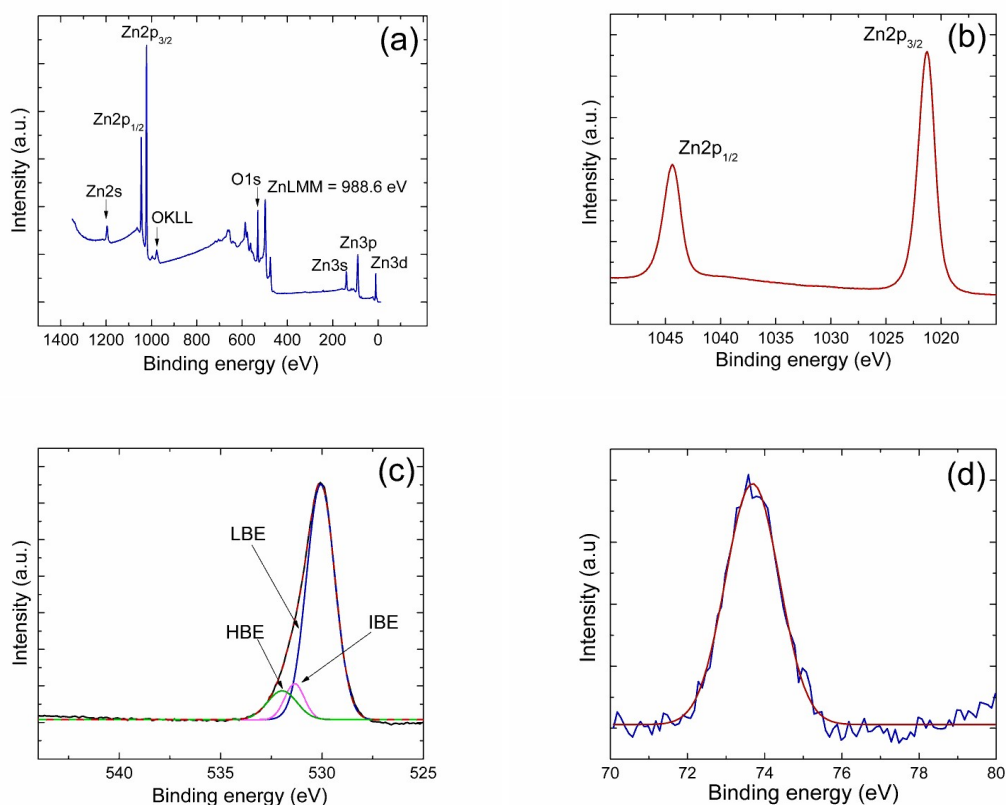 (a)
Zn2p3/2
Zn2p1/2
Zn2s
OKLL
O1s
ZnLMM = 988.6 eV
Zn3p
Zn3s
Zn3d
Intensity (a.u.)
1400 1200 1000 800 600 400 200 0
Binding energy (eV)
(b)
Zn2p3/2
Zn2p1/2
Intensity (a.u.)
1045 1040 1035 1030 1025 1020
Binding energy (eV)
(c)
LBE
HBE
IBE
Intensity (a.u.)
540 535 530 525
Binding energy (eV)
(d)
Intensity (a.u)
70 72 74 76 78 80
Binding energy (eV)